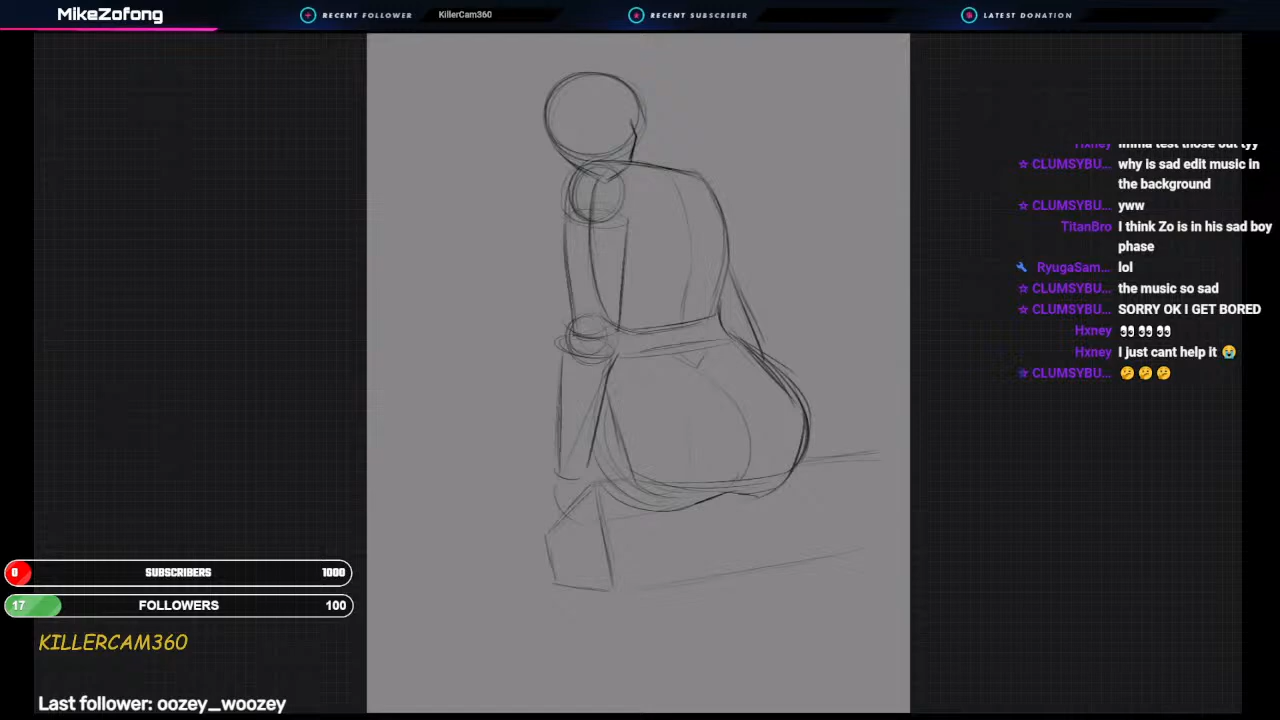 MikeZofong
RECENT FOLLOWER KillerCam360
RECENT SUBSCRIBER
LATEST DONATION
☆ CLUMSYBU... why is sad edit music in
the background
☆ CLUMSYBU... yww
TitanBro I think Zo is in his sad boy
phase
RyugaSam... lol
☆ CLUMSYBU... the music so sad
☆ CLUMSYBU... SORRY OK I GET BORED
Hxney 👀 👀 👀
Hxney I just cant help it 😭
☆ CLUMSYBU... 🤔 🤔 🤔
0 SUBSCRIBERS 1000
17 FOLLOWERS 100
KILLERCAM360
Last follower: oozey_woozey